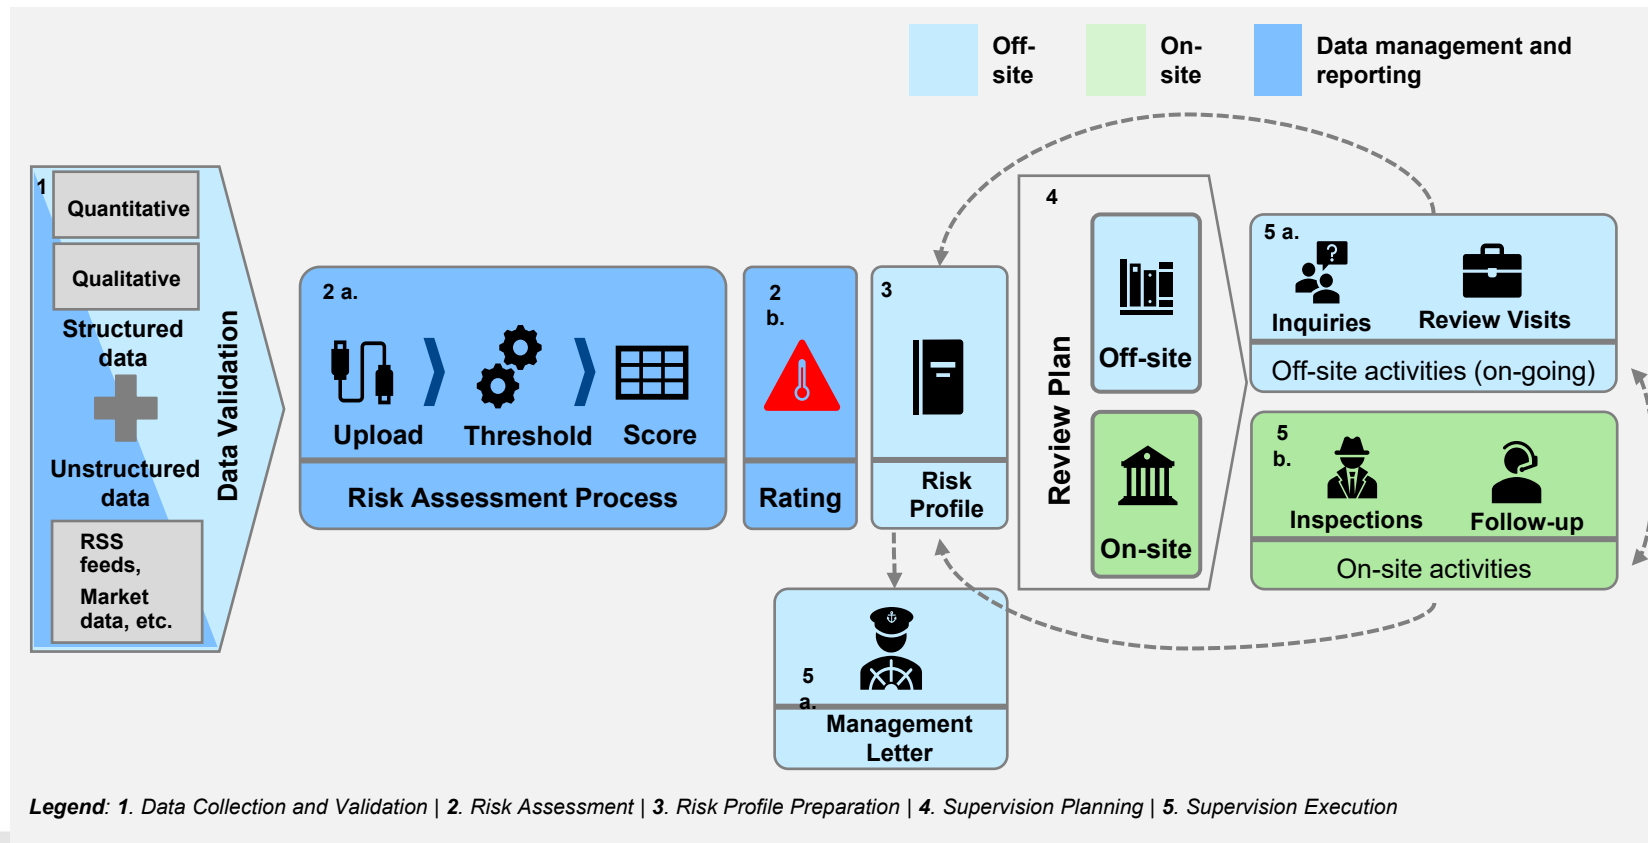 Off-
site
On-
site
Data management and
reporting
1
Quantitative
Qualitative
Structured
data
Unstructured
data
RSS
feeds,
Market
data, etc.
Data Validation
2 a.
Upload
Threshold
Score
Risk Assessment Process
2
b.
Rating
3
Risk
Profile
4
Review Plan
Off-site
On-site
5 a.
?
Inquiries
Review Visits
Off-site activities (on-going)
5
b.
Inspections
Follow-up
On-site activities
5
a.
Management
Letter
Legend: 1. Data Collection and Validation | 2. Risk Assessment | 3. Risk Profile Preparation | 4. Supervision Planning | 5. Supervision Execution